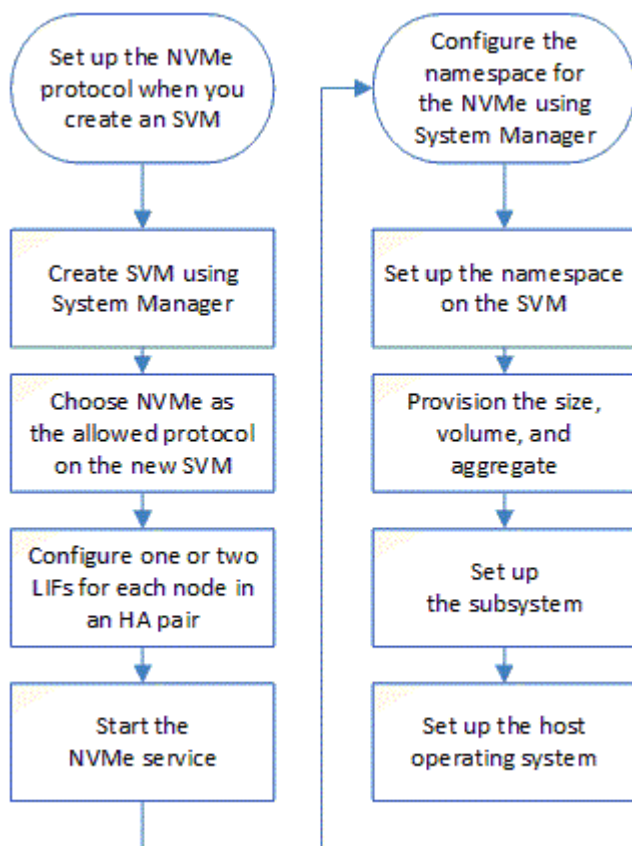 Set up the NVMe
protocol when you
create an SVM
Create SVM using
System Manager
Choose NVMe as
the allowed protocol
on the new SVM
Configure one or two
LIFs for each node in
an HA pair
Start the
NVMe service
Configure the
namespace for
the NVMe using
System Manager
Set up the namespace
on the SVM
Provision the size,
volume, and
aggregate
Set up
the subsystem
Set up the host
operating system